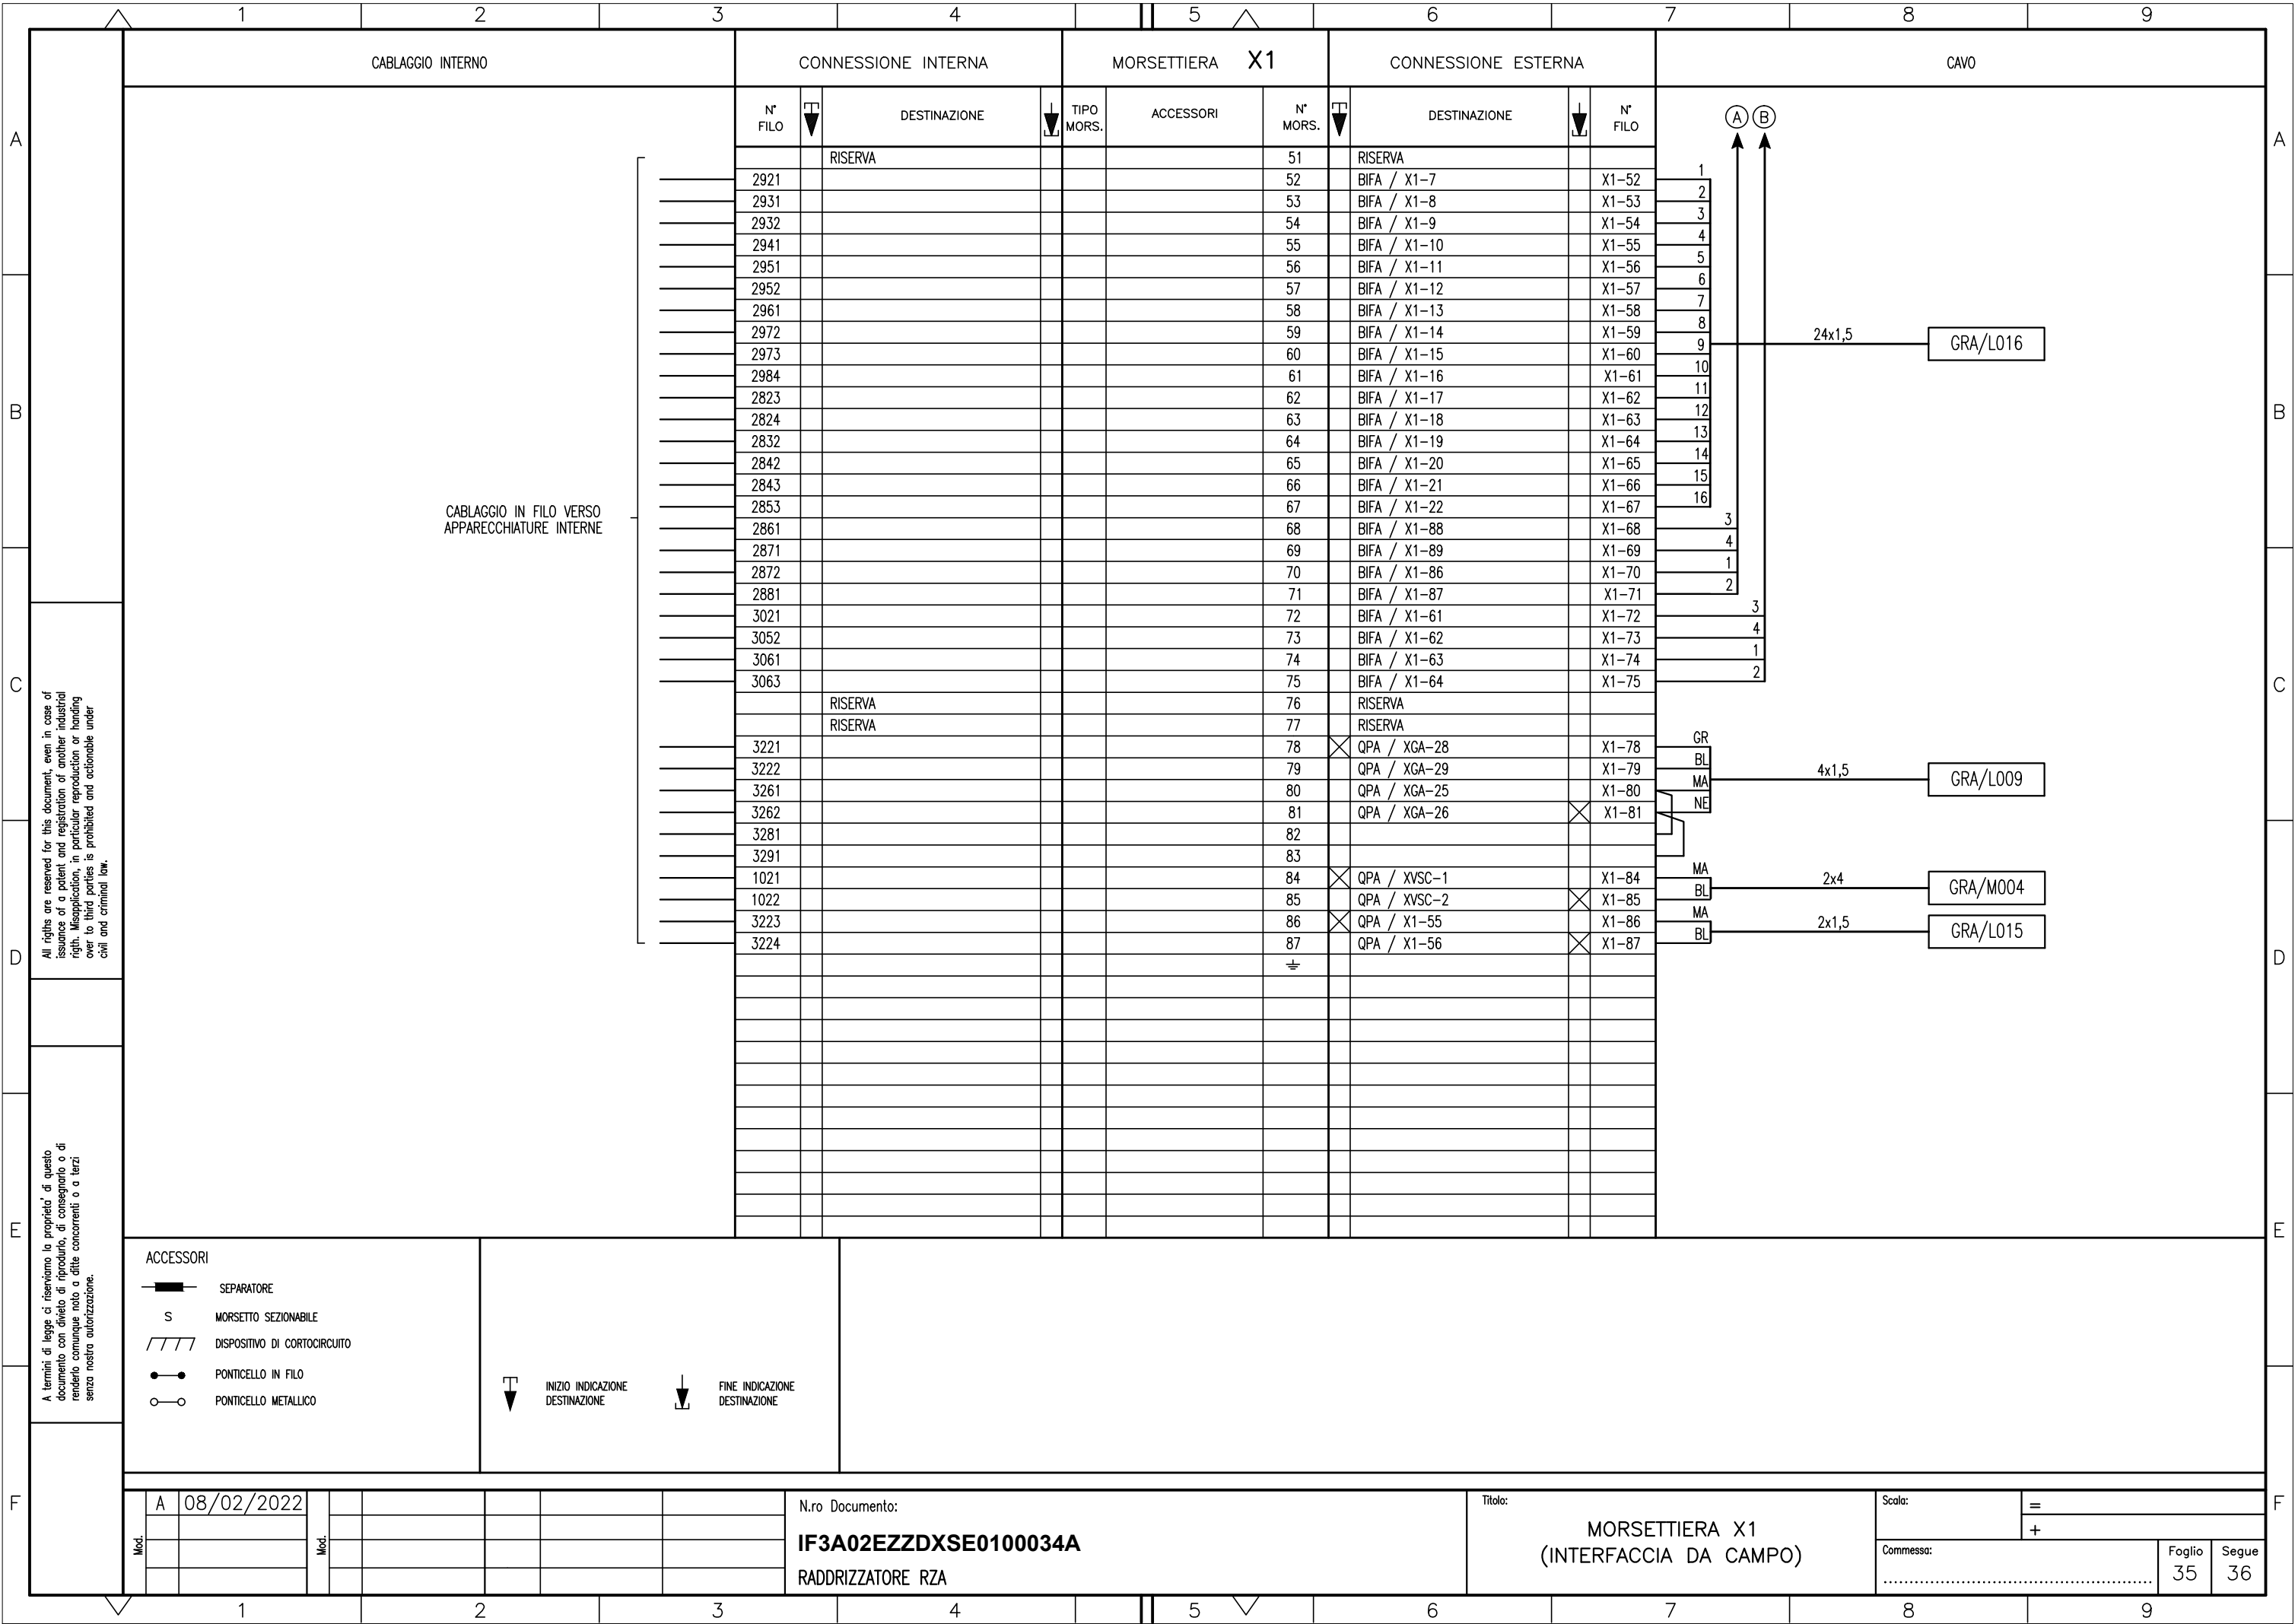 1 2 3 4 5 6 7 8 9
CABLAGGIO INTERNO
CONNESSIONE INTERNA
MORSETTIERA X1
CONNESSIONE ESTERNA
CAVO
N° FILO
DESTINAZIONE
TIPO MORS.
ACCESSORI
N° MORS.
DESTINAZIONE
N° FILO
A B
RISERVA 51 RISERVA
2921 52 BIFA / X1-7 X1-52 1
2931 53 BIFA / X1-8 X1-53 2
2932 54 BIFA / X1-9 X1-54 3
2941 55 BIFA / X1-10 X1-55 4
2951 56 BIFA / X1-11 X1-56 5
2952 57 BIFA / X1-12 X1-57 6
2961 58 BIFA / X1-13 X1-58 7
2972 59 BIFA / X1-14 X1-59 8
2973 60 BIFA / X1-15 X1-60 9
24x1,5 GRA/L016
2984 61 BIFA / X1-16 X1-61 10
2823 62 BIFA / X1-17 X1-62 11
2824 63 BIFA / X1-18 X1-63 12
2832 64 BIFA / X1-19 X1-64 13
2842 65 BIFA / X1-20 X1-65 14
2843 66 BIFA / X1-21 X1-66 15
2853 67 BIFA / X1-22 X1-67 16
CABLAGGIO IN FILO VERSO
APPARECCHIATURE INTERNE
2861 68 BIFA / X1-88 X1-68 3
2871 69 BIFA / X1-89 X1-69 4
2872 70 BIFA / X1-86 X1-70 1
2881 71 BIFA / X1-87 X1-71 2
3021 72 BIFA / X1-61 X1-72 3
3052 73 BIFA / X1-62 X1-73 4
3061 74 BIFA / X1-63 X1-74 1
3063 75 BIFA / X1-64 X1-75 2
RISERVA 76 RISERVA
RISERVA 77 RISERVA
3221 78 QPA / XGA-28 X1-78 GR
3222 79 QPA / XGA-29 X1-79 BL
4x1,5 GRA/L009
3261 80 QPA / XGA-25 X1-80 MA
3262 81 QPA / XGA-26 X1-81 NE
3281 82
3291 83
1021 84 QPA / XVSC-1 X1-84 MA
2x4 GRA/M004
1022 85 QPA / XVSC-2 X1-85 BL
3223 86 QPA / X1-55 X1-86 MA
2x1,5 GRA/L015
3224 87 QPA / X1-56 X1-87 BL
A
B
C
D
E
F
A
B
C
D
E
F
All rigths are reserved for this document, even in case of
issuance of a patent and registration of another industrial
rigth. Misapplication, in particular reproduction or handing
over to third parties is prohibited and actionable under
civil and criminal law.
A termini di legge ci riserviamo la proprieta' di questo
documento con divieto di riprodurlo, di consegnarlo o di
renderlo comunque noto a ditte concorrenti o a terzi
senza nostra autorizzazione.
ACCESSORI
SEPARATORE
S MORSETTO SEZIONABILE
DISPOSITIVO DI CORTOCIRCUITO
PONTICELLO IN FILO
PONTICELLO METALLICO
INIZIO INDICAZIONE
DESTINAZIONE
FINE INDICAZIONE
DESTINAZIONE
Mod.
A 08/02/2022
Mod.
N.ro Documento:
IF3A02EZZDXSE0100034A
RADDRIZZATORE RZA
Titolo:
MORSETTIERA X1
(INTERFACCIA DA CAMPO)
Scala:
=
+
Commessa:
Foglio
35
Segue
36
1 2 3 4 5 6 7 8 9